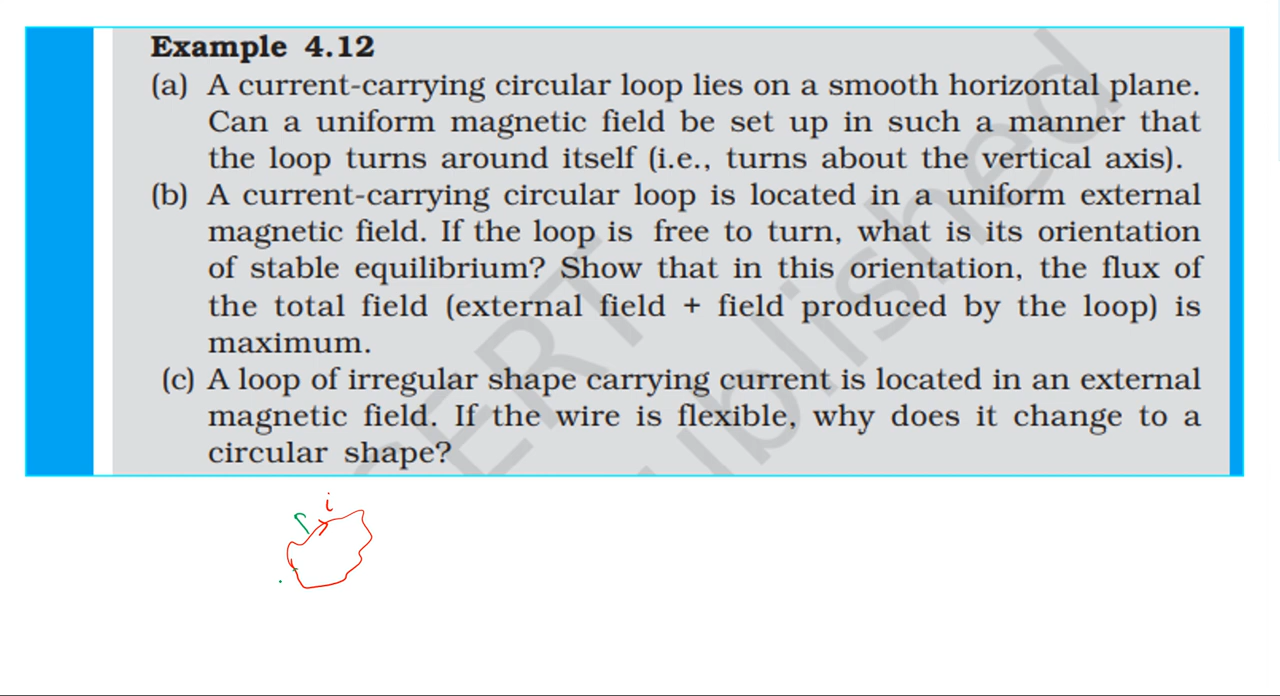 Example 4.12
(a) A current-carrying circular loop lies on a smooth horizontal plane.
Can a uniform magnetic field be set up in such a manner that
the loop turns around itself (i.e., turns about the vertical axis).
(b) A current-carrying circular loop is located in a uniform external
magnetic field. If the loop is free to turn, what is its orientation
of stable equilibrium? Show that in this orientation, the flux of
the total field (external field + field produced by the loop) is
maximum.
(c) A loop of irregular shape carrying current is located in an external
magnetic field. If the wire is flexible, why does it change to a
circular shape?
i